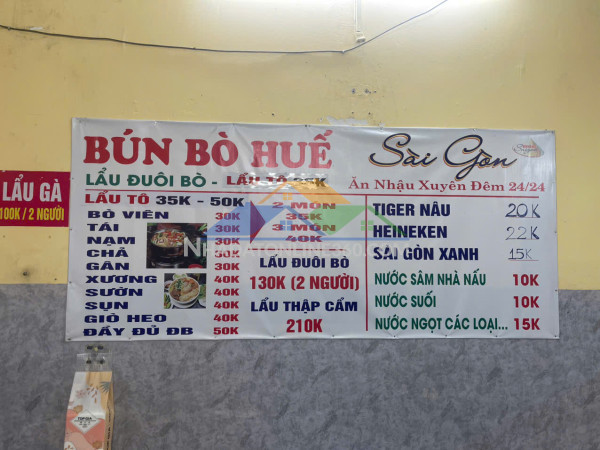 BÚN BÒ HUẾ
LẨU ĐUÔI BÒ -
Sài Gòn
Ăn Nhậu Xuyên Đêm 24/24
LẨU GÀ
100K / 2 NGƯỜI
LẨU TÔ 35K - 50K
BÒ VIÊN 30K
TÁI 30K
NẠM 30K
CHẢ 30K
GÂN 30K
XƯƠNG 40K
SƯỜN 40K
SỤN 40K
GIÒ HEO 40K
ĐẦY ĐỦ ĐB 50K
2 MÓN
35K
3 MÓN
40K
LẨU ĐUÔI BÒ
130K (2 NGƯỜI)
LẨU THẬP CẨM
210K
TIGER NÂU 20K
HEINEKEN 22K
SÀI GÒN XANH 15K
NƯỚC SÂM NHÀ NẤU 10K
NƯỚC SUỐI 10K
NƯỚC NGỌT CÁC LOẠI... 15K